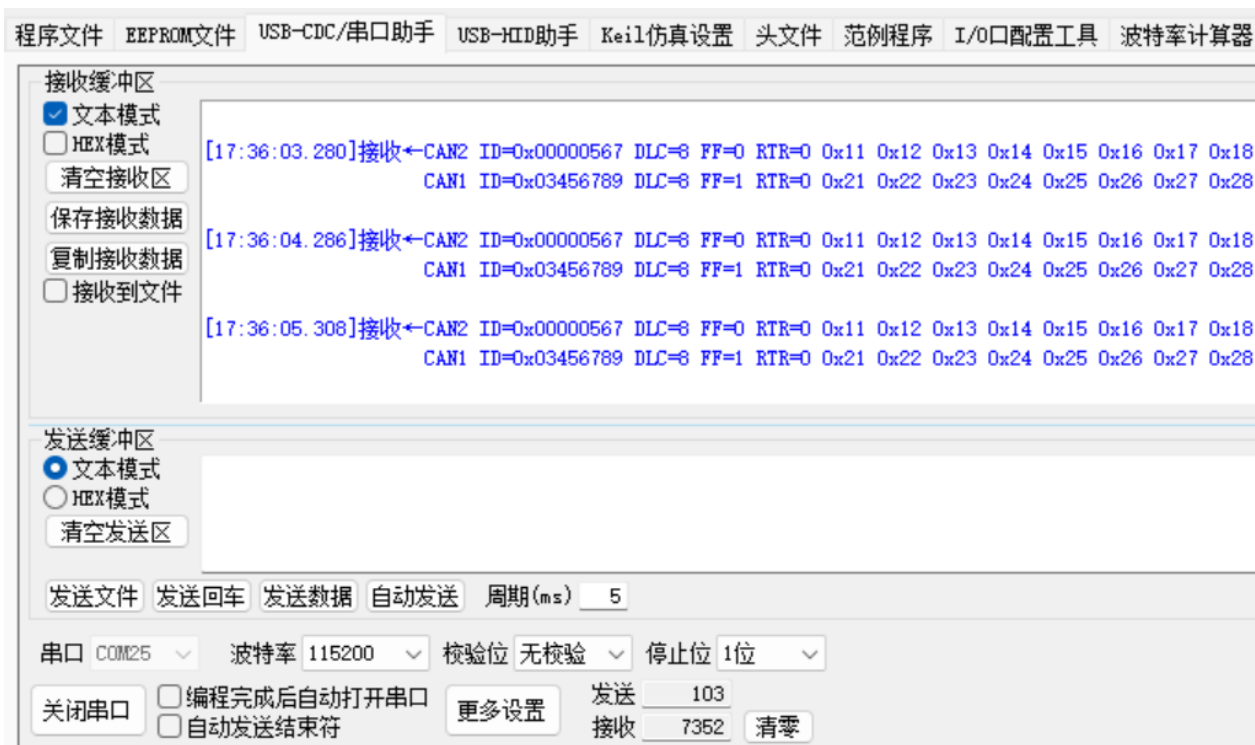 程序文件 EEPROM文件 USB-CDC/串口助手 USB-HID助手 Keil仿真设置 头文件 范例程序 I/O口配置工具 波特率计算器
接收缓冲区
文本模式
HEX模式
清空接收区
保存接收数据
复制接收数据
接收到文件
[17:36:03.280]接收←CAN2 ID=0x00000567 DLC=8 FF=0 RTR=0 0x11 0x12 0x13 0x14 0x15 0x16 0x17 0x18
CAN1 ID=0x03456789 DLC=8 FF=1 RTR=0 0x21 0x22 0x23 0x24 0x25 0x26 0x27 0x28
[17:36:04.286]接收←CAN2 ID=0x00000567 DLC=8 FF=0 RTR=0 0x11 0x12 0x13 0x14 0x15 0x16 0x17 0x18
CAN1 ID=0x03456789 DLC=8 FF=1 RTR=0 0x21 0x22 0x23 0x24 0x25 0x26 0x27 0x28
[17:36:05.308]接收←CAN2 ID=0x00000567 DLC=8 FF=0 RTR=0 0x11 0x12 0x13 0x14 0x15 0x16 0x17 0x18
CAN1 ID=0x03456789 DLC=8 FF=1 RTR=0 0x21 0x22 0x23 0x24 0x25 0x26 0x27 0x28
发送缓冲区
文本模式
HEX模式
清空发送区
发送文件 发送回车 发送数据 自动发送 周期(ms) 5
串口 COM25 波特率 115200 校验位 无校验 停止位 1位
关闭串口 编程完成后自动打开串口 更多设置 发送 103
自动发送结束符 接收 7352 清零